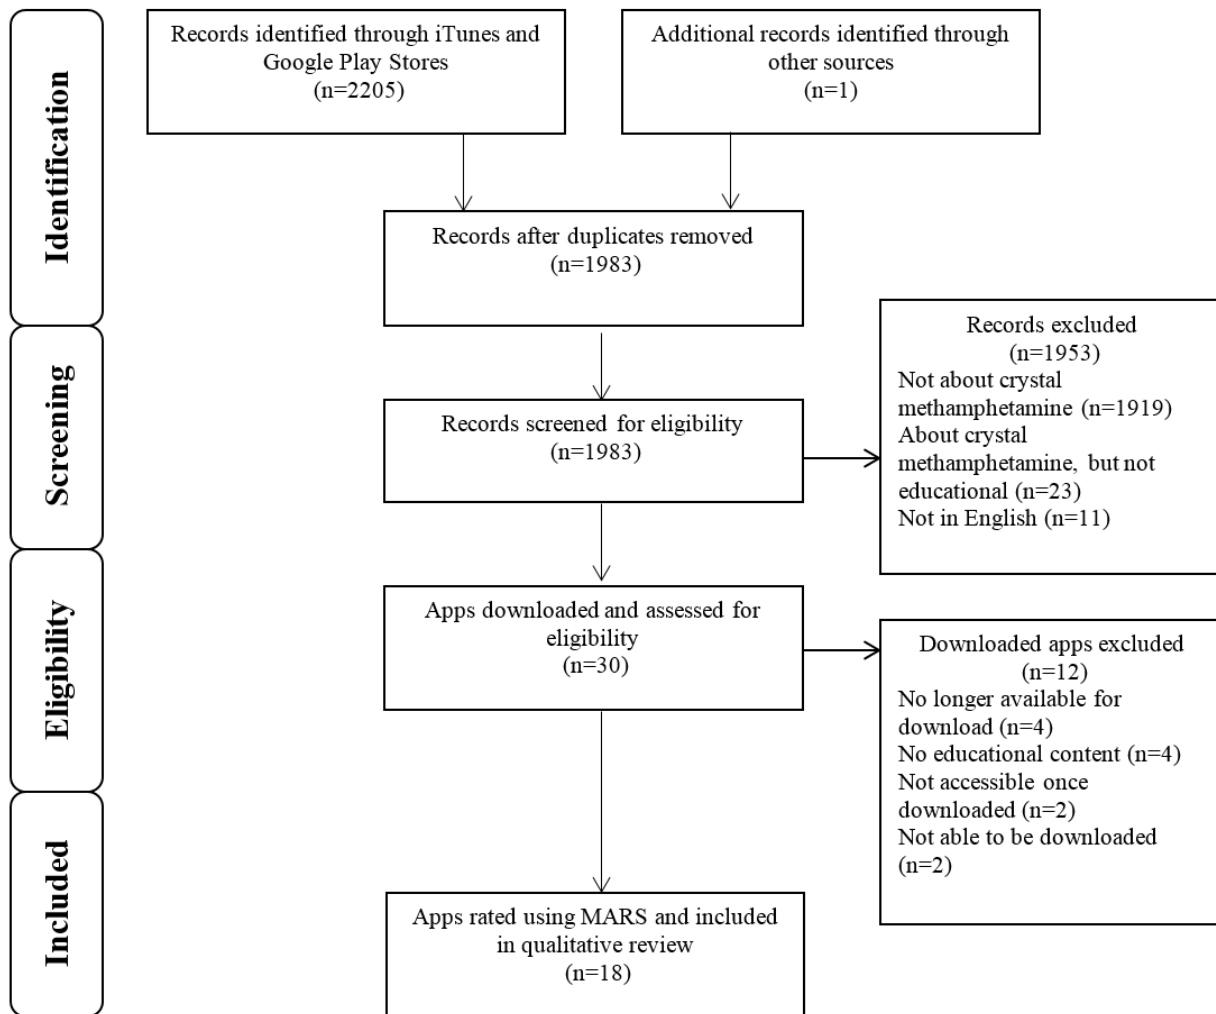 Identification
Records identified through iTunes and
Google Play Stores
(n=2205)
Additional records identified through
other sources
(n=1)
Records after duplicates removed
(n=1983)
Screening
Records screened for eligibility
(n=1983)
Records excluded
(n=1953)
Not about crystal
methamphetamine (n=1919)
About crystal
methamphetamine, but not
educational (n=23)
Not in English (n=11)
Eligibility
Apps downloaded and assessed for
eligibility
(n=30)
Downloaded apps excluded
(n=12)
No longer available for
download (n=4)
No educational content (n=4)
Not accessible once
downloaded (n=2)
Not able to be downloaded
(n=2)
Included
Apps rated using MARS and included
in qualitative review
(n=18)